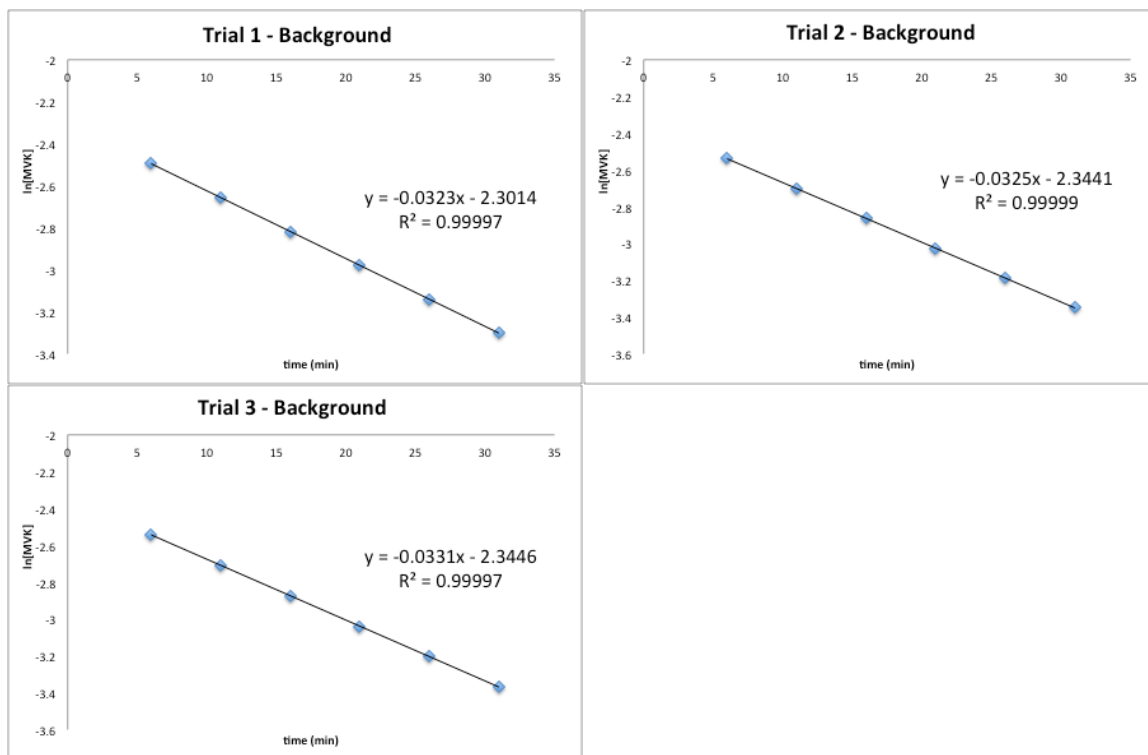 Trial 1 - Background
-2
0 5 10 15 20 25 30 35
-2.2
-2.4
-2.6
-2.8
-3
-3.2
-3.4
ln[MVK]
y = -0.0323x - 2.3014
R² = 0.99997
time (min)
Trial 2 - Background
-2
0 5 10 15 20 25 30 35
-2.2
-2.4
-2.6
-2.8
-3
-3.2
-3.4
-3.6
ln[MVK]
y = -0.0325x - 2.3441
R² = 0.99999
time (min)
Trial 3 - Background
-2
0 5 10 15 20 25 30 35
-2.2
-2.4
-2.6
-2.8
-3
-3.2
-3.4
-3.6
ln[MVK]
y = -0.0331x - 2.3446
R² = 0.99997
time (min)